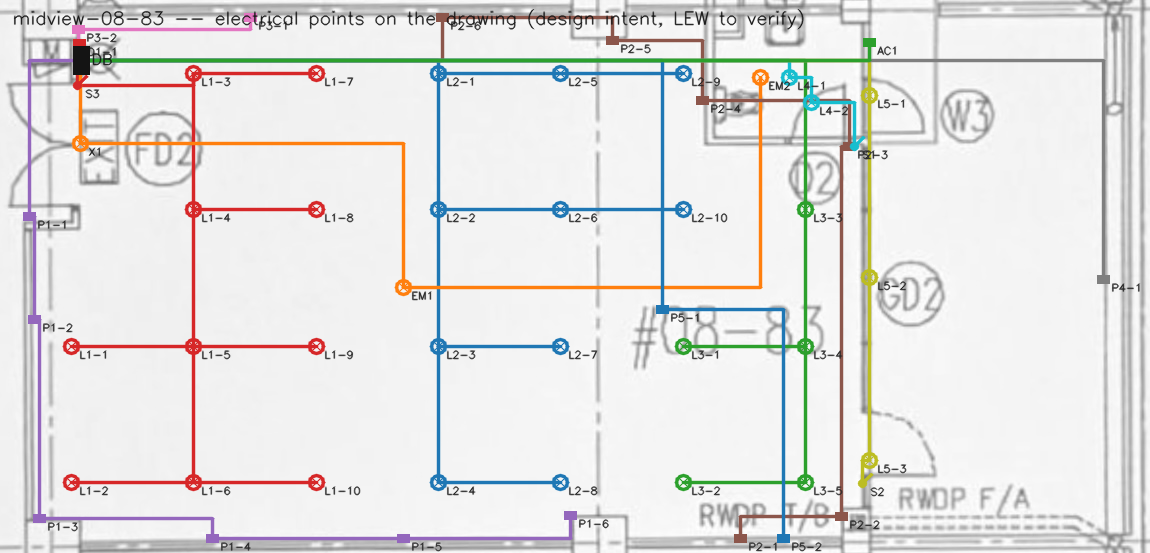 midview-08-83 -- electrical points on the drawing (design intent, LEW to verify)
P3-1
P2-6
P3-2
P2-5
AC1
DB
L1-3
L1-7
L2-1
L2-5
L2-9
EM2
L4-1
S3
P2-4
L4-2
L5-1
W3
X1
EXIT
FD2
D2
L1-4
L1-8
L2-2
L2-6
L2-10
L3-3
P1-1
L5-2
GD2
P4-1
EM1
P5-1
P1-2
#08-83
L1-1
L1-5
L1-9
L2-3
L2-7
L3-1
L3-4
L5-3
L1-2
L1-6
L1-10
L2-4
L2-8
L3-2
L3-5
S2
RWDP F/A
RWDP T/B
P1-3
P1-6
P2-2
P1-4
P1-5
P2-1
P5-2